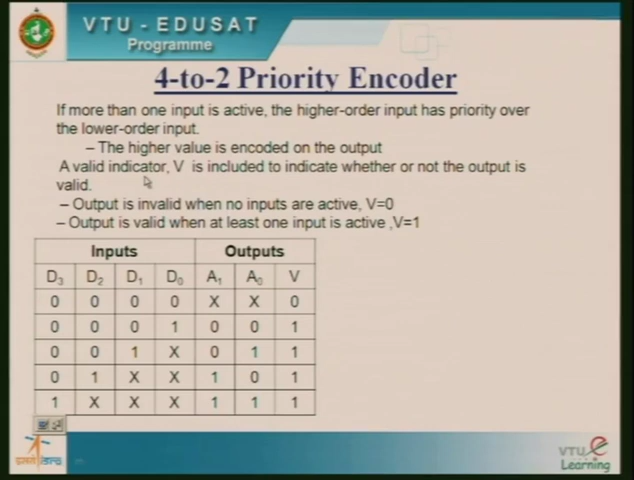 VTU - EDUSAT
Programme
4-to-2 Priority Encoder
If more than one input is active, the higher-order input has priority over
the lower-order input.
– The higher value is encoded on the output
A valid indicator, V is included to indicate whether or not the output is
valid.
– Output is invalid when no inputs are active, V=0
– Output is valid when at least one input is active ,V=1
Inputs Outputs
D3 D2 D1 D0 A1 A0 V
0 0 0 0 X X 0
0 0 0 1 0 0 1
0 0 1 X 0 1 1
0 1 X X 1 0 1
1 X X X 1 1 1
VTU e
Learning